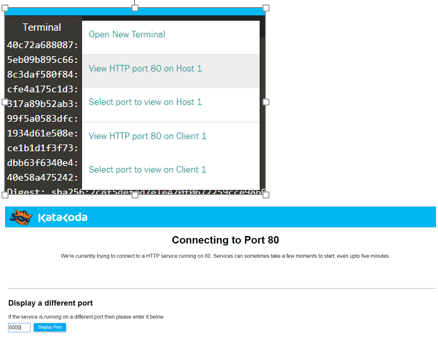 Terminal
40c72a688087:
5eb09b895c66:
8c3daf580f84:
cfe4a175c1d3:
317a89b52ab3:
99f5a0583dfc:
1934d61e508e:
ce1b1d1f3f73:
dbb63f6340e4:
40e58a475242:
Digest: sha256:
Open New Terminal
View HTTP port 80 on Host 1
Select port to view on Host 1
View HTTP port 80 on Client 1
Select port to view on Client 1
Katacoda
Connecting to Port 80
We're currently trying to connect to a HTTP service running on 80. Services can sometimes take a few moments to start, even upto five minutes.
Display a different port
If the service is running on a different port then please enter it below
8000
Display Port